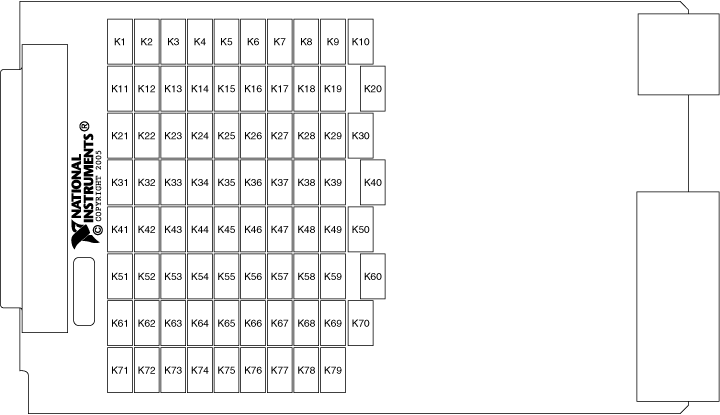 K1 K2 K3 K4 K5 K6 K7 K8 K9 K10
K11 K12 K13 K14 K15 K16 K17 K18 K19 K20
K21 K22 K23 K24 K25 K26 K27 K28 K29 K30
K31 K32 K33 K34 K35 K36 K37 K38 K39 K40
K41 K42 K43 K44 K45 K46 K47 K48 K49 K50
K51 K52 K53 K54 K55 K56 K57 K58 K59 K60
K61 K62 K63 K64 K65 K66 K67 K68 K69 K70
K71 K72 K73 K74 K75 K76 K77 K78 K79
NATIONAL
INSTRUMENTS®
© COPYRIGHT 2005